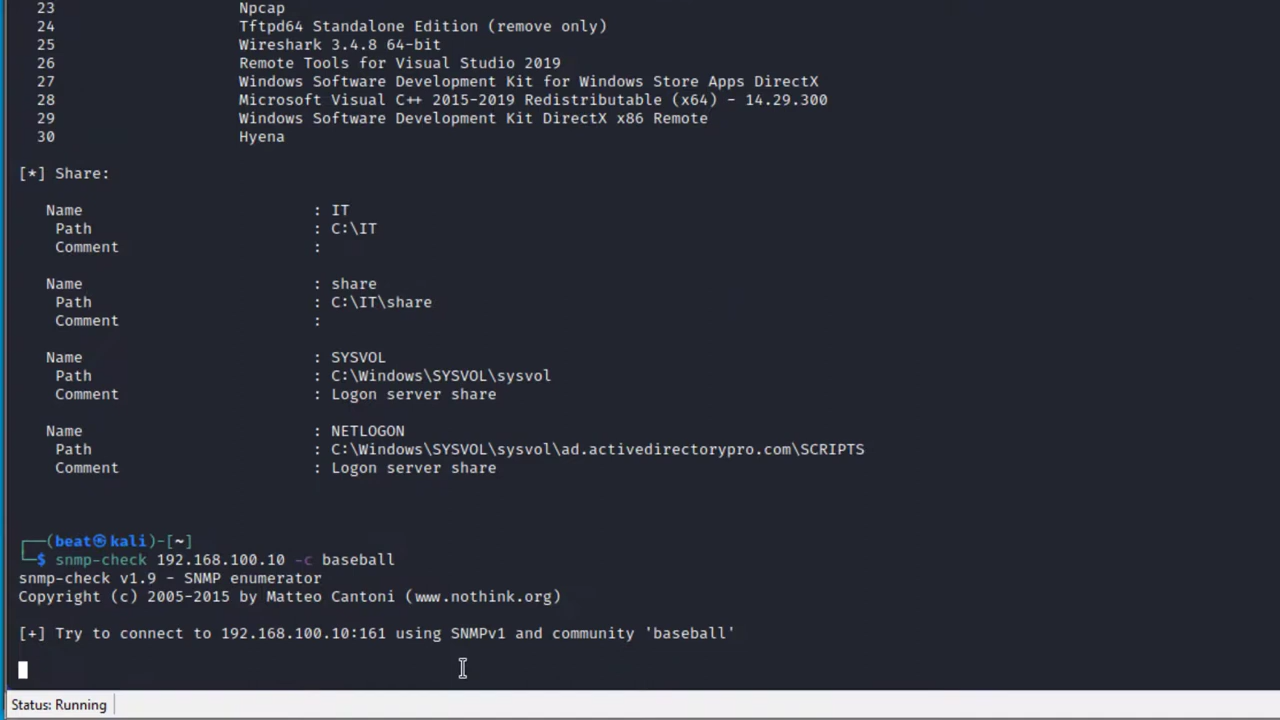 23 Npcap
24 Tftpd64 Standalone Edition (remove only)
25 Wireshark 3.4.8 64-bit
26 Remote Tools for Visual Studio 2019
27 Windows Software Development Kit for Windows Store Apps DirectX
28 Microsoft Visual C++ 2015-2019 Redistributable (x64) - 14.29.300
29 Windows Software Development Kit DirectX x86 Remote
30 Hyena
[*] Share:
Name : IT
Path : C:\IT
Comment :
Name : share
Path : C:\IT\share
Comment :
Name : SYSVOL
Path : C:\Windows\SYSVOL\sysvol
Comment : Logon server share
Name : NETLOGON
Path : C:\Windows\SYSVOL\sysvol\ad.activedirectorypro.com\SCRIPTS
Comment : Logon server share
┌──(beat㉿kali)-[~]
└─$ snmp-check 192.168.100.10 -c baseball
snmp-check v1.9 - SNMP enumerator
Copyright (c) 2005-2015 by Matteo Cantoni (www.nothink.org)
[+] Try to connect to 192.168.100.10:161 using SNMPv1 and community 'baseball'
Status: Running